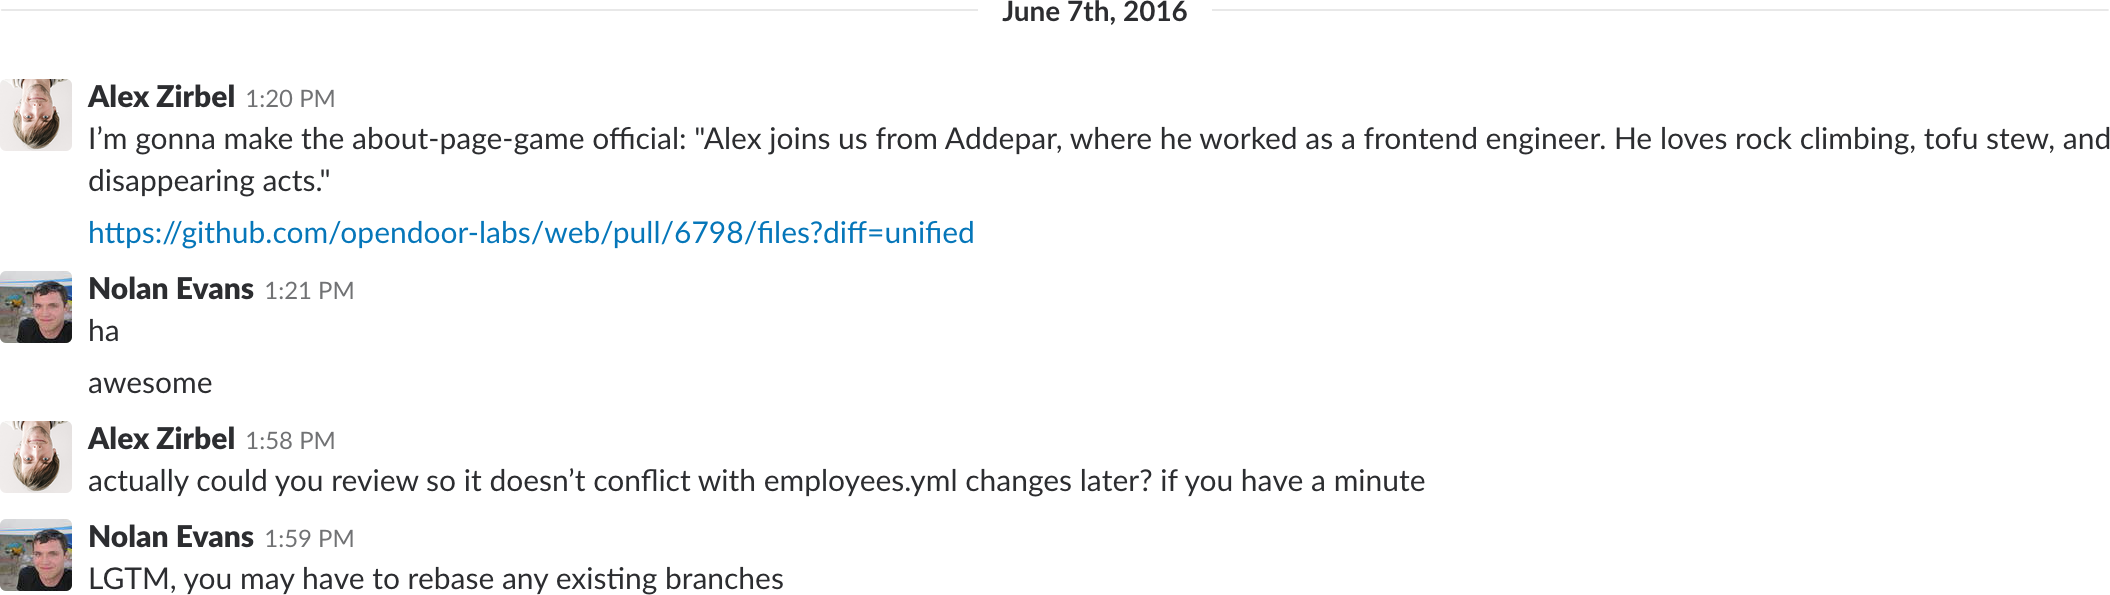 June 7th, 2016
Alex Zirbel 1:20 PM
I’m gonna make the about-page-game official: "Alex joins us from Addepar, where he worked as a frontend engineer. He loves rock climbing, tofu stew, and
disappearing acts."
https://github.com/opendoor-labs/web/pull/6798/files?diff=unified
Nolan Evans 1:21 PM
ha
awesome
Alex Zirbel 1:58 PM
actually could you review so it doesn’t conflict with employees.yml changes later? if you have a minute
Nolan Evans 1:59 PM
LGTM, you may have to rebase any existing branches